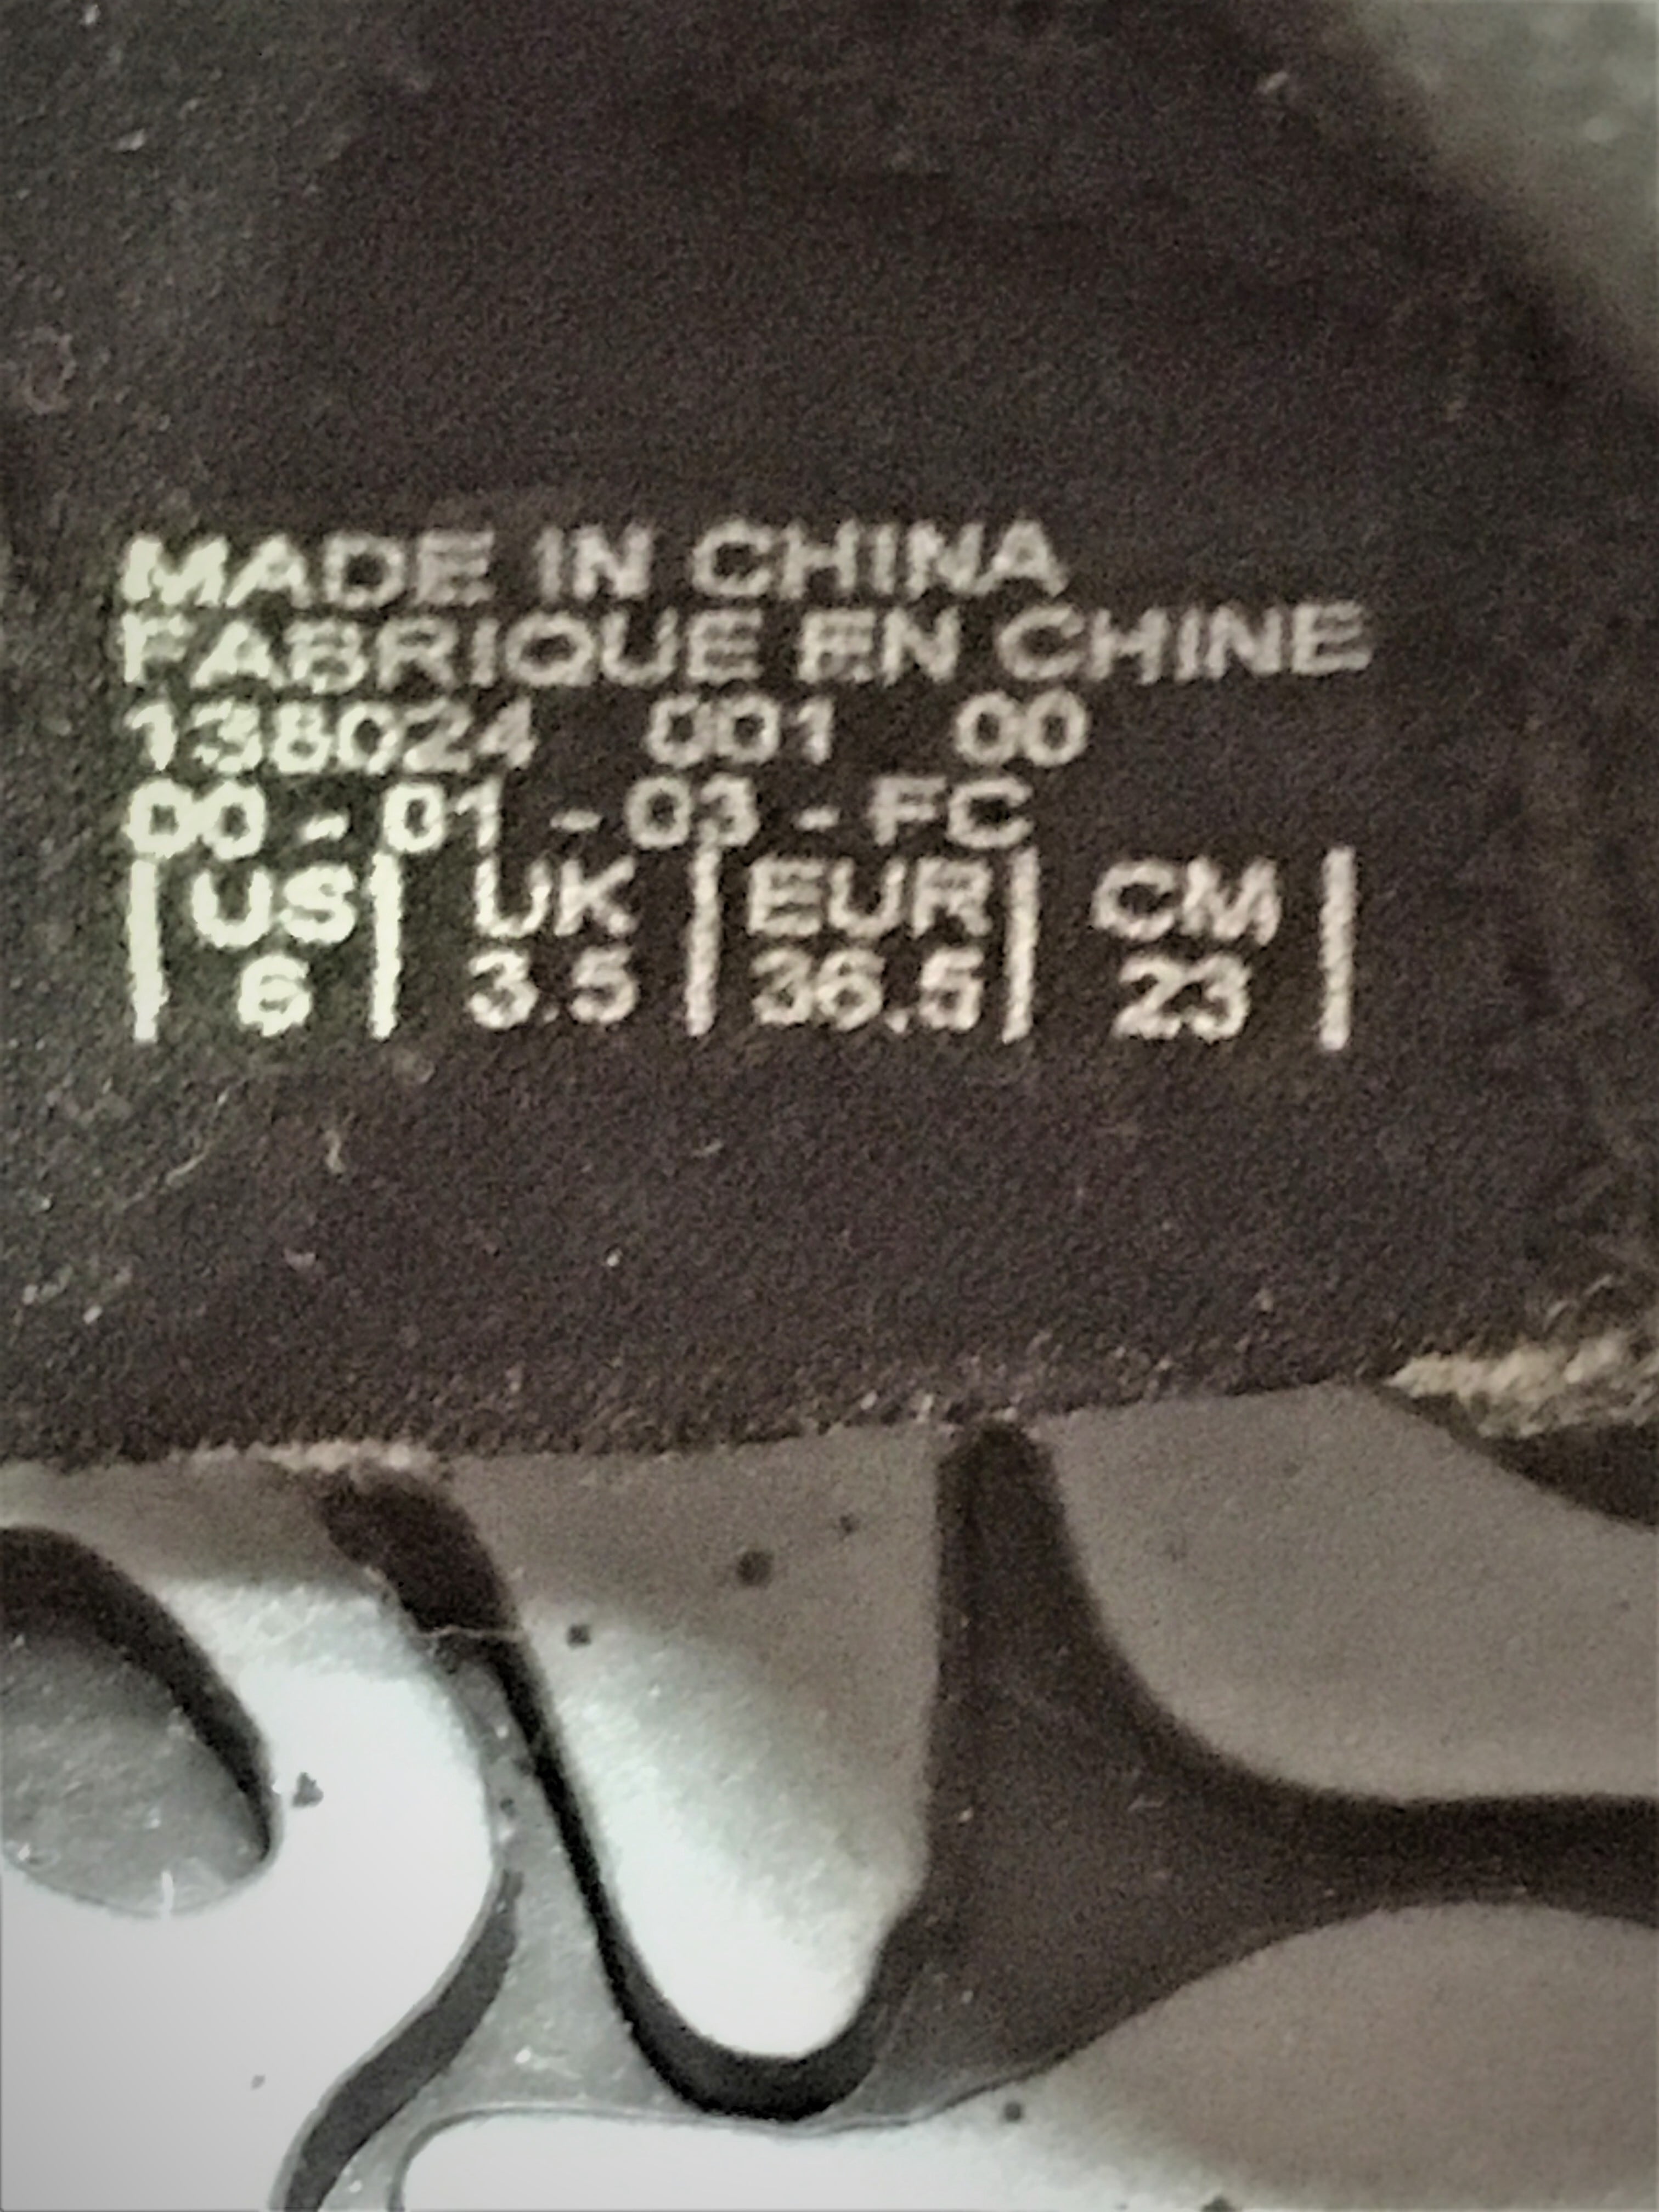 MADE IN CHINA
FABRIQUE EN CHINE
138024 001 00
00 - 01 - 03 - FC
| US | UK | EUR | CM |
| 6 | 3.5 | 36.5 | 23 |